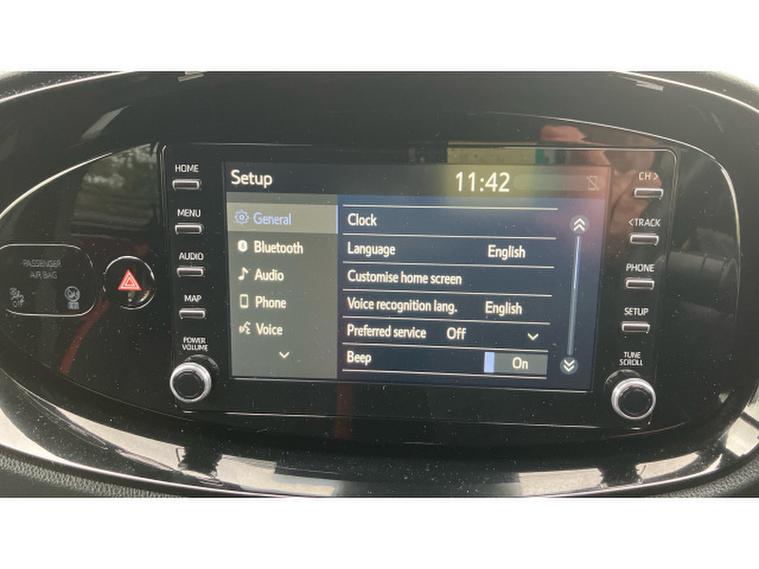 HOME
MENU
AUDIO
MAP
POWER
VOLUME
PASSENGER
AIR BAG
Setup
11:42
General
Bluetooth
Audio
Phone
Voice
Clock
Language English
Customise home screen
Voice recognition lang. English
Preferred service Off
Beep On
CH >
< TRACK
PHONE
SETUP
TUNE
SCROLL